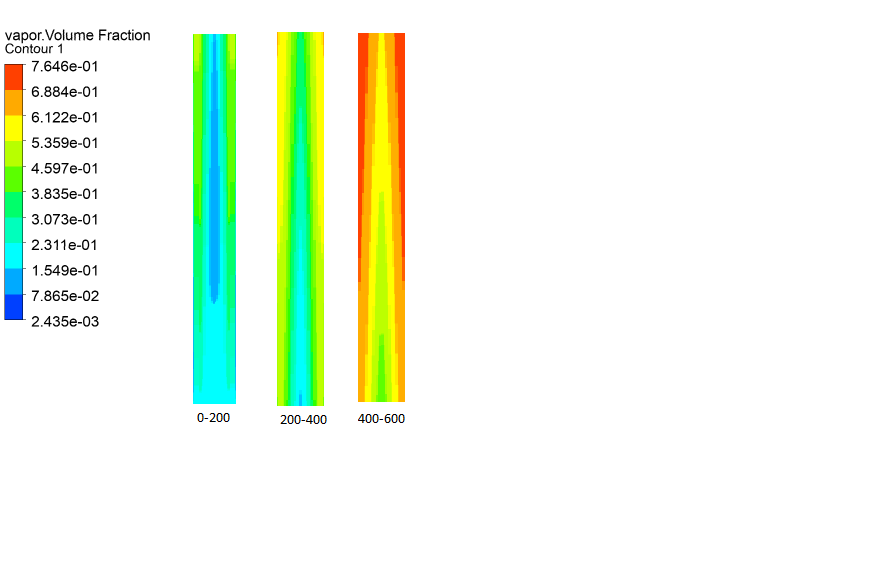 vapor.Volume Fraction
Contour 1
7.646e-01
6.884e-01
6.122e-01
5.359e-01
4.597e-01
3.835e-01
3.073e-01
2.311e-01
1.549e-01
7.865e-02
2.435e-03
0-200
200-400
400-600